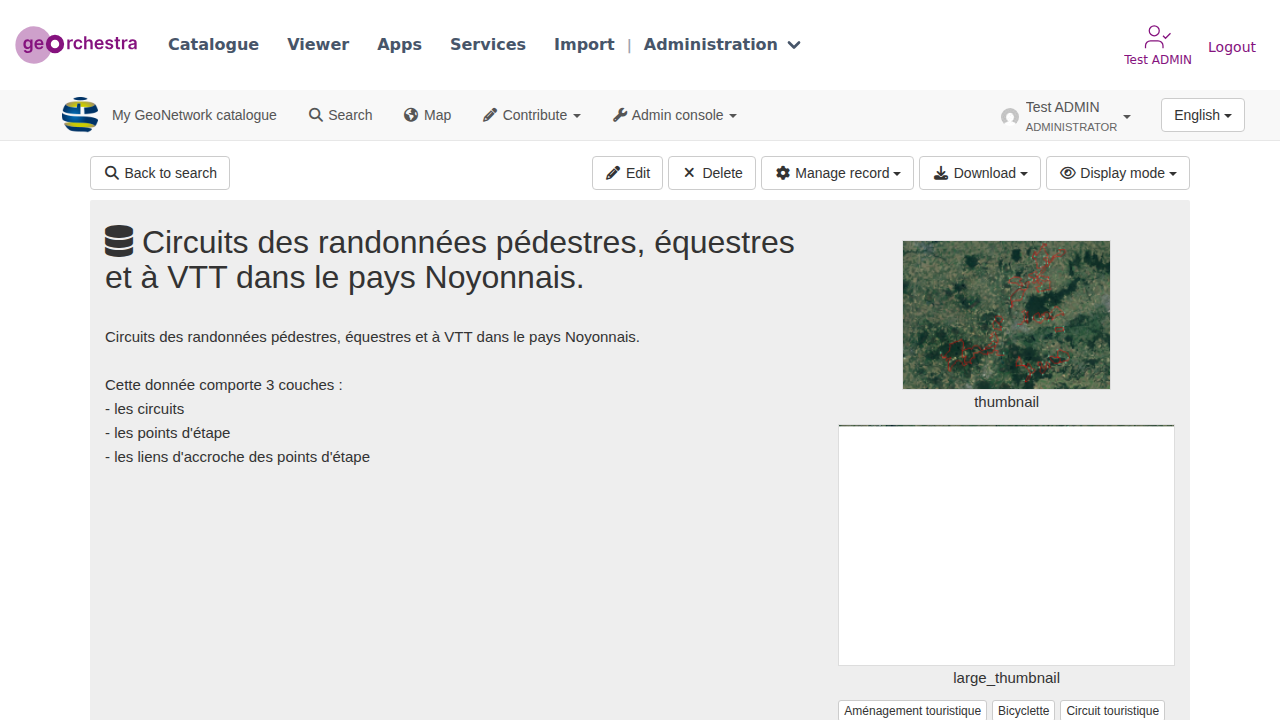 geOrchestra Catalogue Viewer Apps Services Import | Administration Test ADMIN Logout
My GeoNetwork catalogue Search Map Contribute Admin console Test ADMIN ADMINISTRATOR English
Back to search Edit Delete Manage record Download Display mode
Circuits des randonnées pédestres, équestres
et à VTT dans le pays Noyonnais.
Circuits des randonnées pédestres, équestres et à VTT dans le pays Noyonnais.
Cette donnée comporte 3 couches :
- les circuits
- les points d'étape
- les liens d'accroche des points d'étape
thumbnail
large_thumbnail
Aménagement touristique Bicyclette Circuit touristique